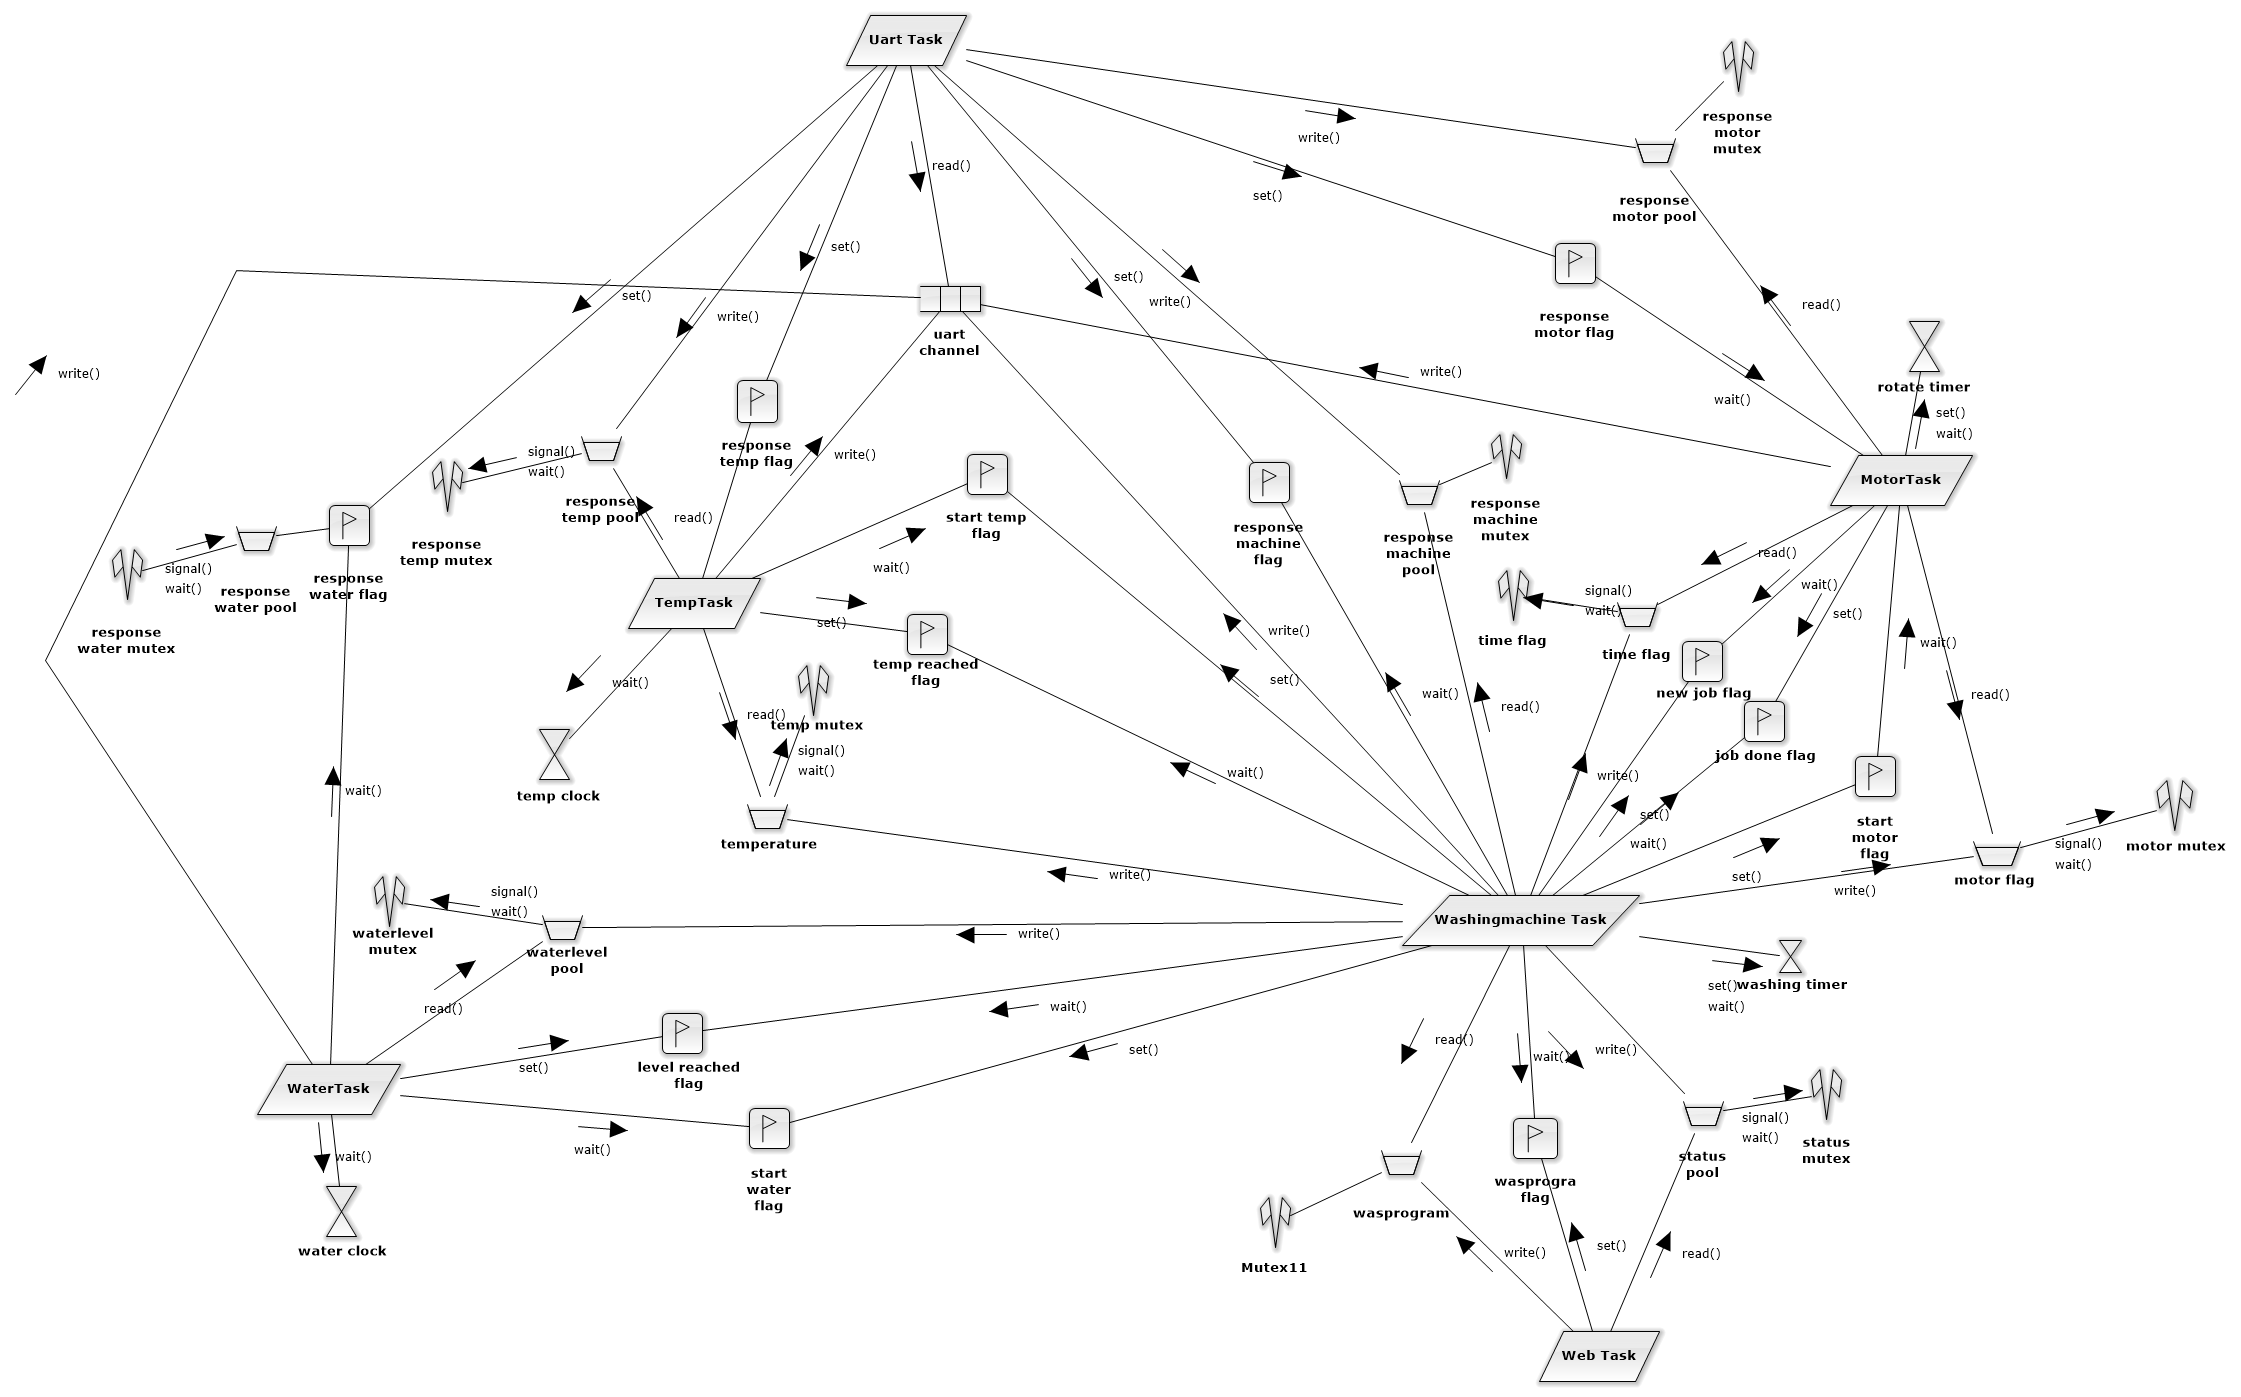 Uart Task
response
motor
mutex
write()
read()
set()
response
motor pool
set()
set()
set()
write()
write()
read()
write()
response
motor flag
uart
channel
write()
write()
rotate timer
wait()
set()
wait()
response
temp flag
write()
signal()
wait()
response
temp pool
read()
start temp
flag
response
machine
flag
response
machine
mutex
response
machine
pool
MotorTask
response
temp mutex
signal()
wait()
response
water pool
response
water flag
response
water mutex
wait()
TempTask
set()
temp reached
flag
read()
signal()
wait()
time flag
time flag
wait()
set()
wait()
write()
set()
wait()
read()
new job flag
read()
job done flag
wait()
read()
temp mutex
signal()
wait()
temp clock
wait()
write()
set()
wait()
start
motor
flag
wait()
temperature
write()
set()
write()
signal()
wait()
motor mutex
motor flag
signal()
wait()
waterlevel
mutex
waterlevel
pool
write()
Washingmachine Task
set()
wait()
washing timer
read()
wait()
set()
level reached
flag
set()
read()
wait()
write()
WaterTask
wait()
wait()
start
water
flag
signal()
wait()
status
mutex
status
pool
wasprogra
flag
wasprogram
water clock
Mutex11
write()
set()
read()
Web Task